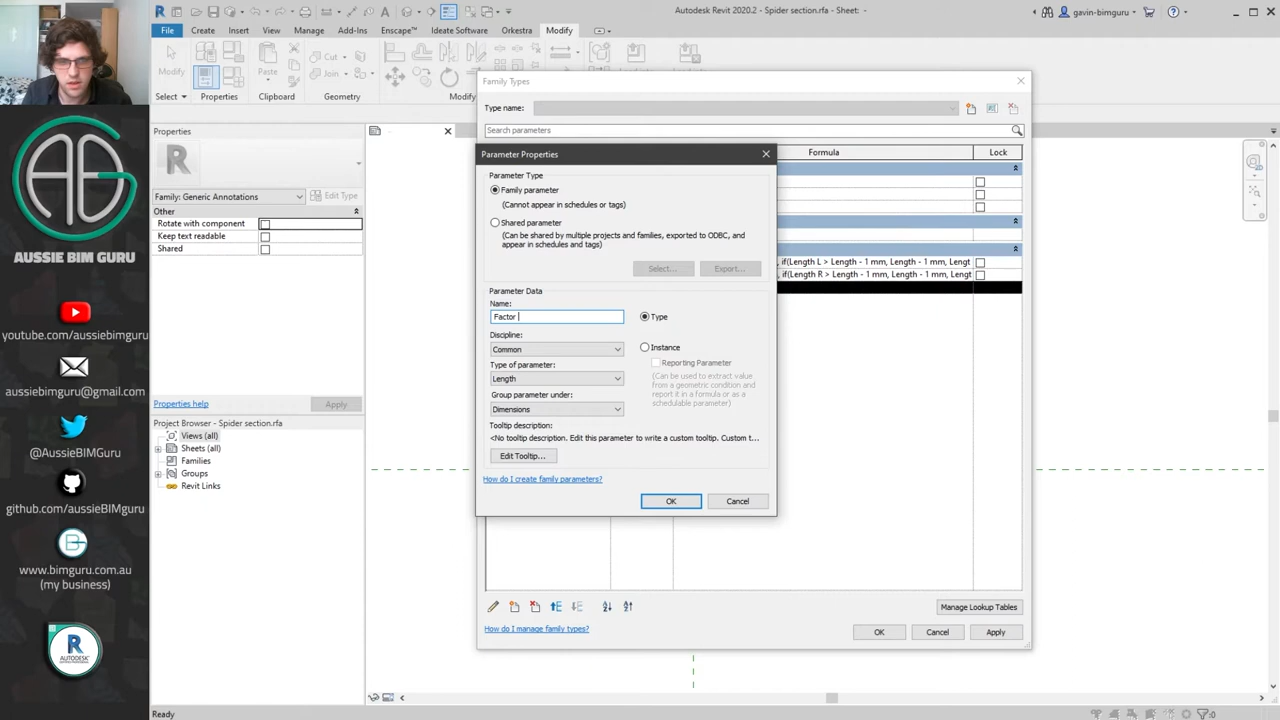 Autodesk Revit 2020.2 - Spider section.rfa - Sheet: -
gavin-bimguru
File
Create
Insert
View
Manage
Add-Ins
Enscape™
Ideate Software
Orkestra
Modify
Modify
Paste
Cut
Join
Select
Properties
Clipboard
Geometry
Modify
Properties
Family: Generic Annotations
Edit Type
Other
Rotate with component
Keep text readable
Shared
Properties help
Apply
Project Browser - Spider section.rfa
Views (all)
Sheets (all)
Families
Groups
Revit Links
Ready
AG
AUSSIE BIM GURU
youtube.com/aussiebimguru
aussiebimguru@gmail.com
@AussieBIMGuru
github.com/aussieBIMguru
www.bimguru.com.au
(my business)
R
AUTODESK
Family Types
Type name:
Search parameters
Formula
Lock
, if(Length L > Length - 1 mm, Length - 1 mm, Lengt
, if(Length R > Length - 1 mm, Length - 1 mm, Lengt
Parameter Properties
Parameter Type
Family parameter
(Cannot appear in schedules or tags)
Shared parameter
(Can be shared by multiple projects and families, exported to ODBC, and
appear in schedules and tags)
Select...
Export...
Parameter Data
Name:
Factor
Type
Discipline:
Common
Instance
Type of parameter:
Reporting Parameter
Length
(Can be used to extract value
from a geometric condition and
report it in a formula or as a
schedulable parameter)
Group parameter under:
Dimensions
Tooltip description:
<No tooltip description. Edit this parameter to write a custom tooltip. Custom t...
Edit Tooltip...
How do I create family parameters?
OK
Cancel
Manage Lookup Tables
How do I manage family types?
OK
Cancel
Apply
:0